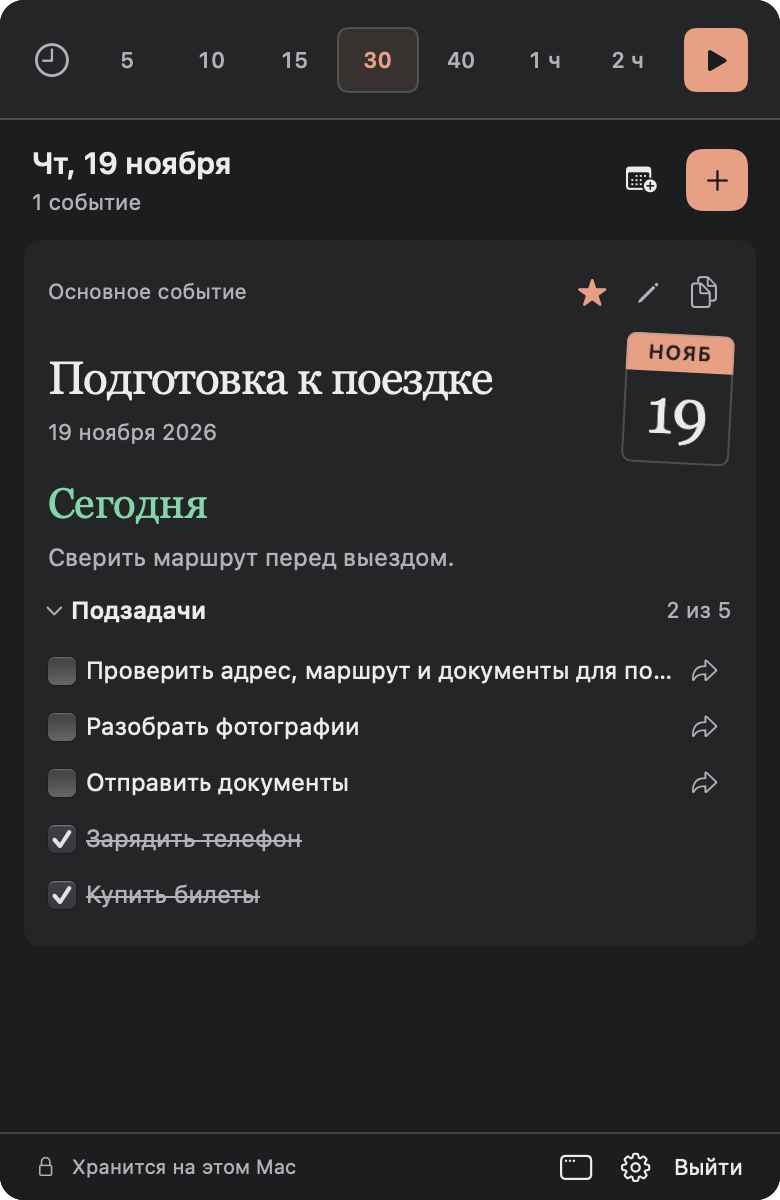 5 10 15 30 40 1 ч 2 ч
Чт, 19 ноября
1 событие
Основное событие
НОЯБ
Подготовка к поездке
19
19 ноября 2026
Сегодня
Сверить маршрут перед выездом.
Подзадачи 2 из 5
Проверить адрес, маршрут и документы для по...
Разобрать фотографии
Отправить документы
Зарядить телефон
Купить билеты
Хранится на этом Mac Выйти